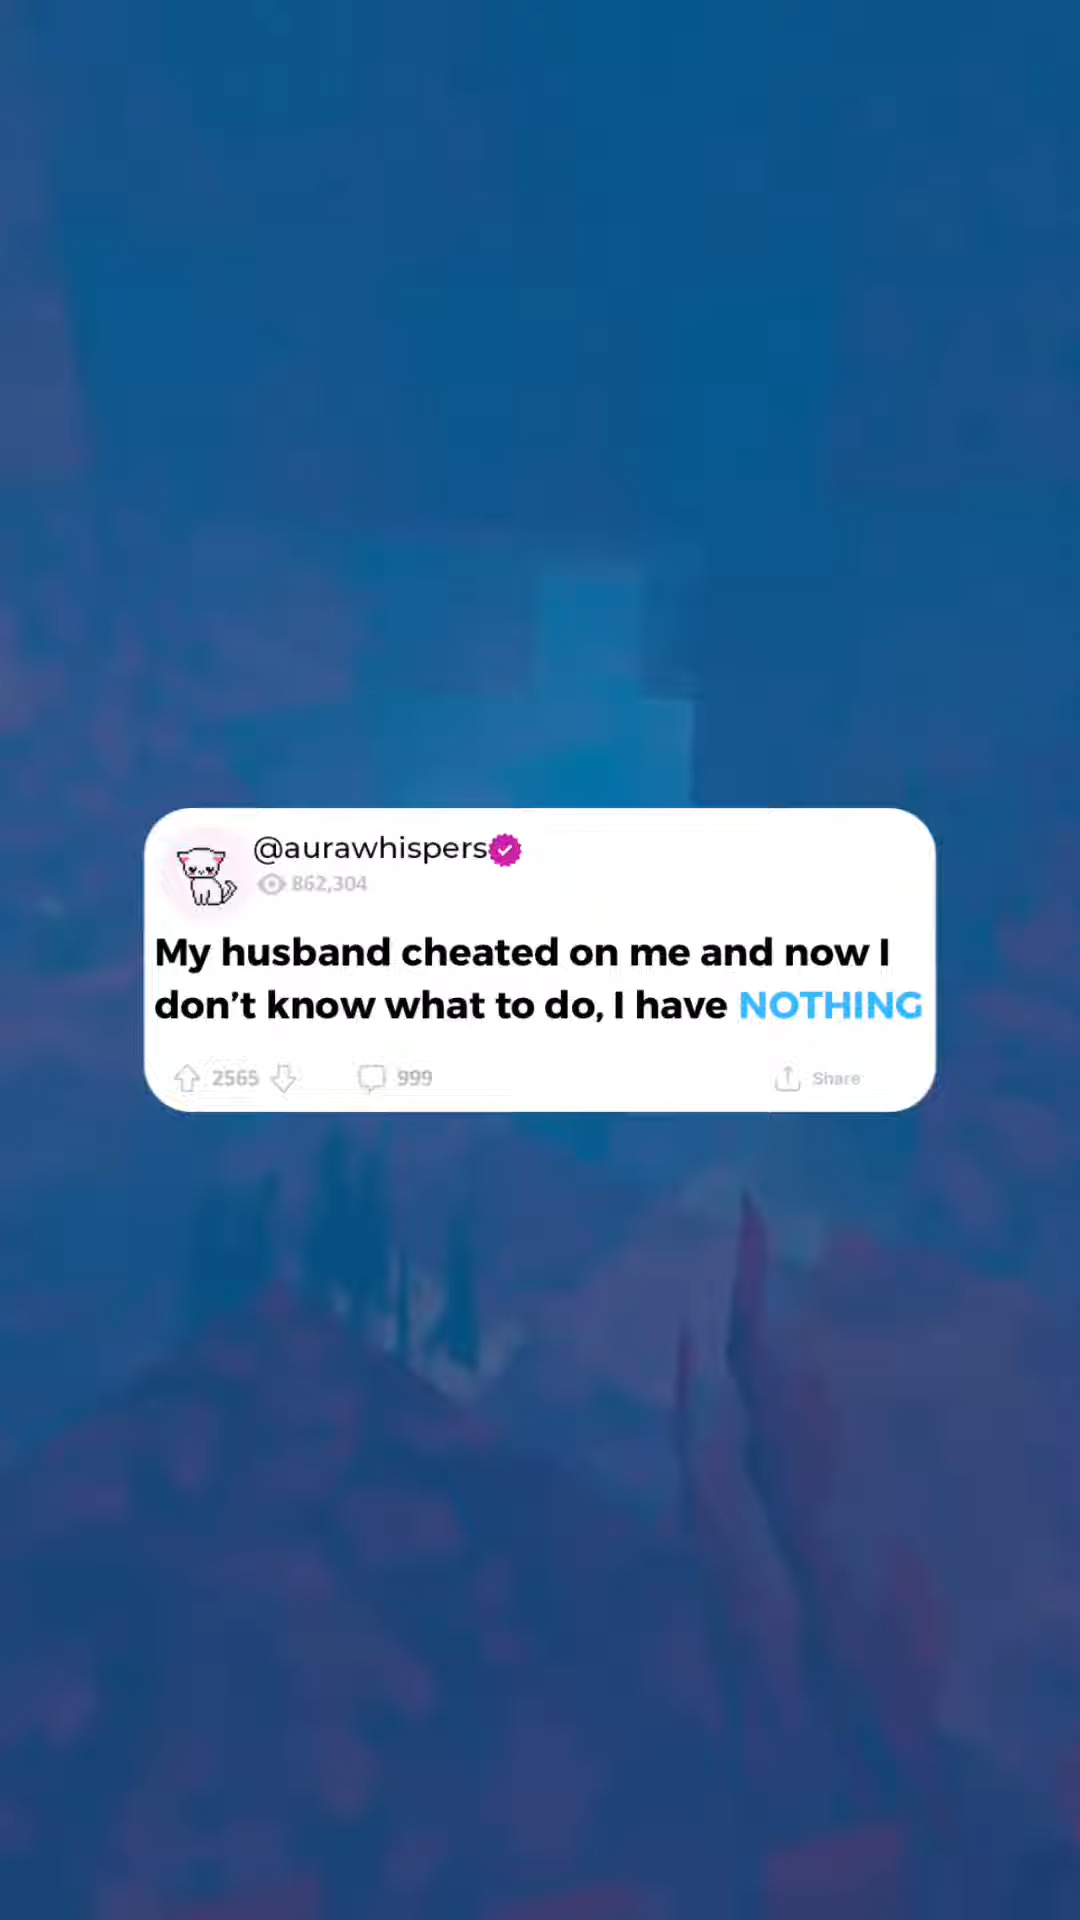 @aurawhispers
862,304
My husband cheated on me and now I
don’t know what to do, I have NOTHING
2565 999 Share